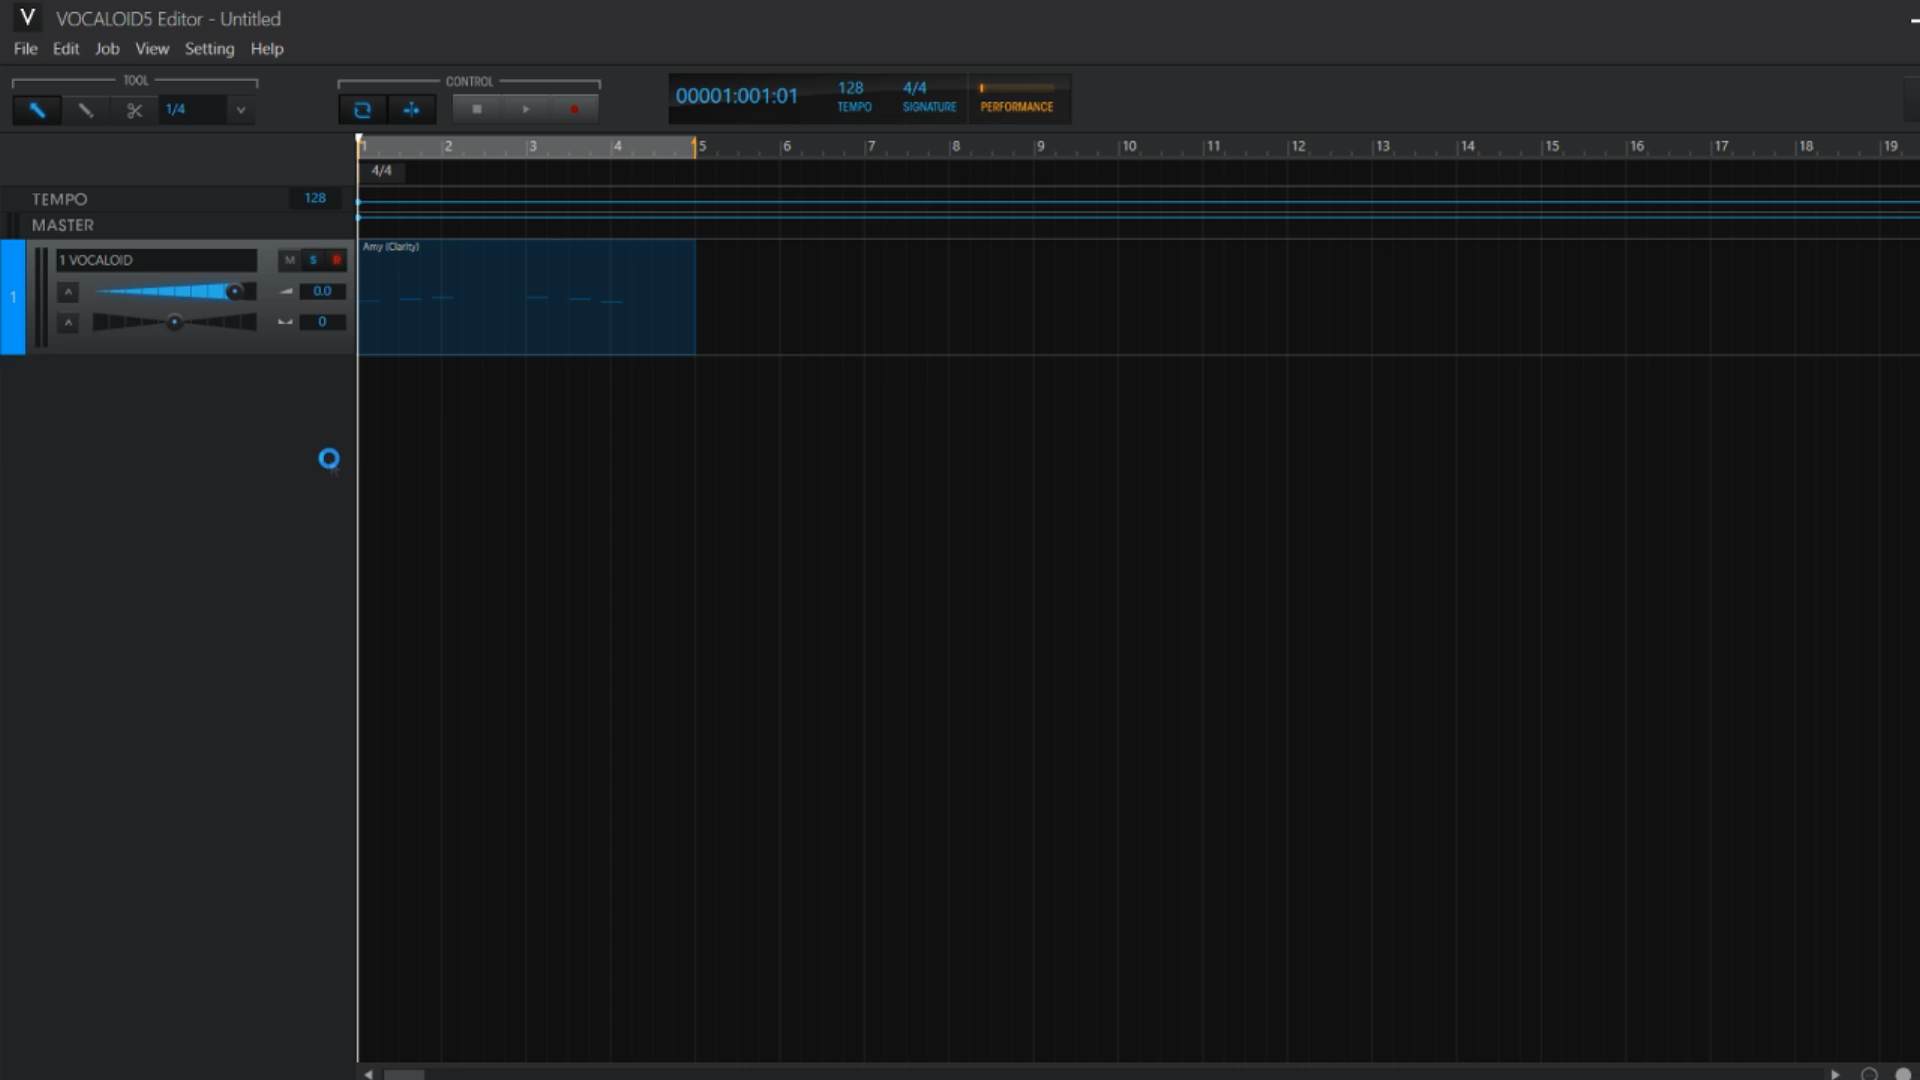 V VOCALOID5 Editor - Untitled
File Edit Job View Setting Help
TOOL
1/4
CONTROL
00001:001:01
128
TEMPO
4/4
SIGNATURE
PERFORMANCE
1 2 3 4 5 6 7 8 9 10 11 12 13 14 15 16 17 18 19
4/4
TEMPO 128
MASTER
1
1 VOCALOID M S R
0.0
0
Amy (Clarity)